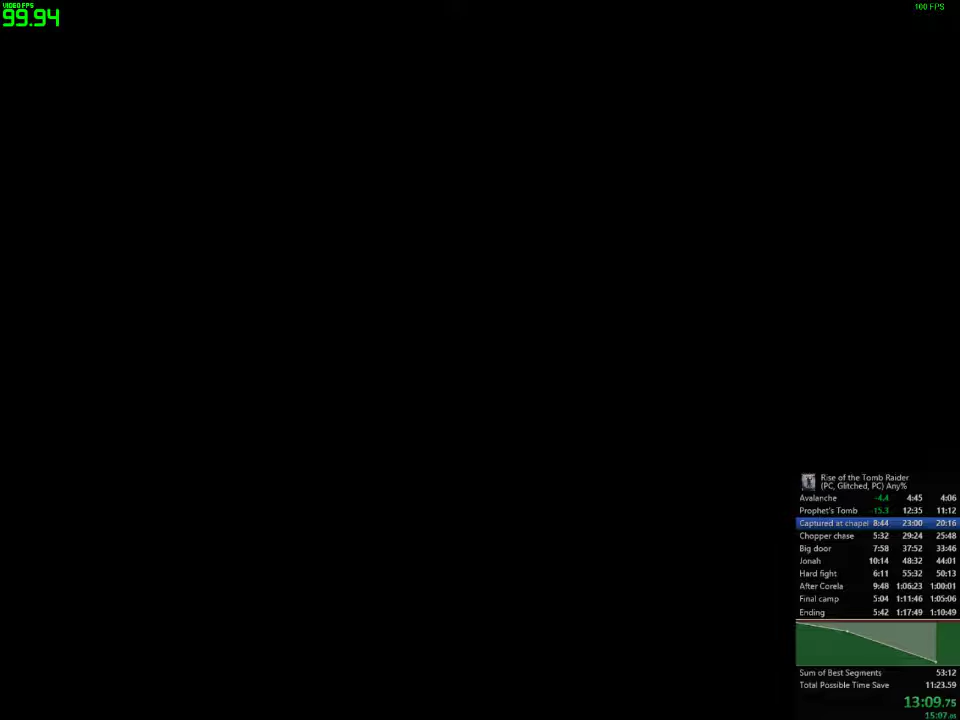 VIDEO FPS
99.94
100 FPS
Rise of the Tomb Raider
(PC, Glitched, PC) Any%
Avalanche -4.4 4:45 4:06
Prophet's Tomb -15.3 12:35 11:12
Captured at chapel 8:44 23:00 20:16
Chopper chase 5:32 29:24 25:48
Big door 7:58 37:52 33:46
Jonah 10:14 48:32 44:01
Hard fight 6:11 55:32 50:13
After Corela 9:48 1:06:23 1:00:01
Final camp 5:04 1:11:46 1:05:06
Ending 5:42 1:17:49 1:10:49
Sum of Best Segments 53:12
Total Possible Time Save 11:23.59
13:09.75
15:07.05